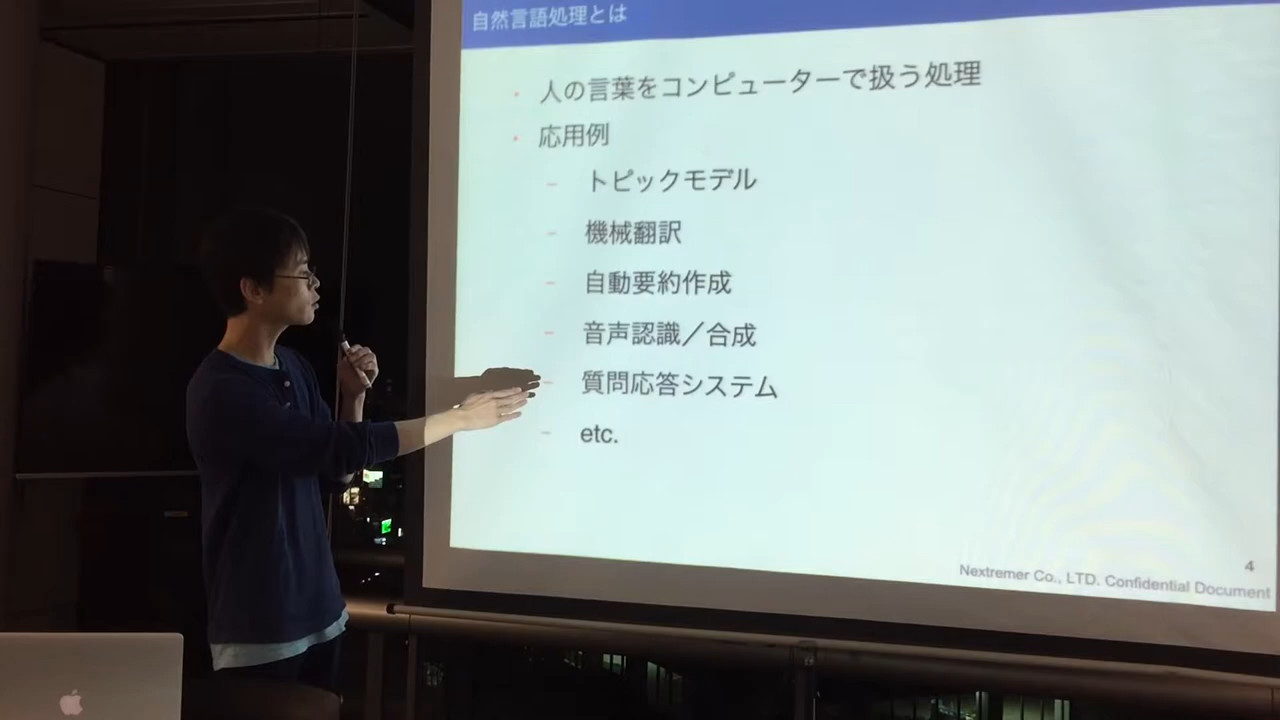 自然言語処理とは
・ 人の言葉をコンピューターで扱う処理
・ 応用例
– トピックモデル
– 機械翻訳
– 自動要約作成
– 音声認識／合成
– 質問応答システム
– etc.
4
Nextremer Co., LTD. Confidential Document